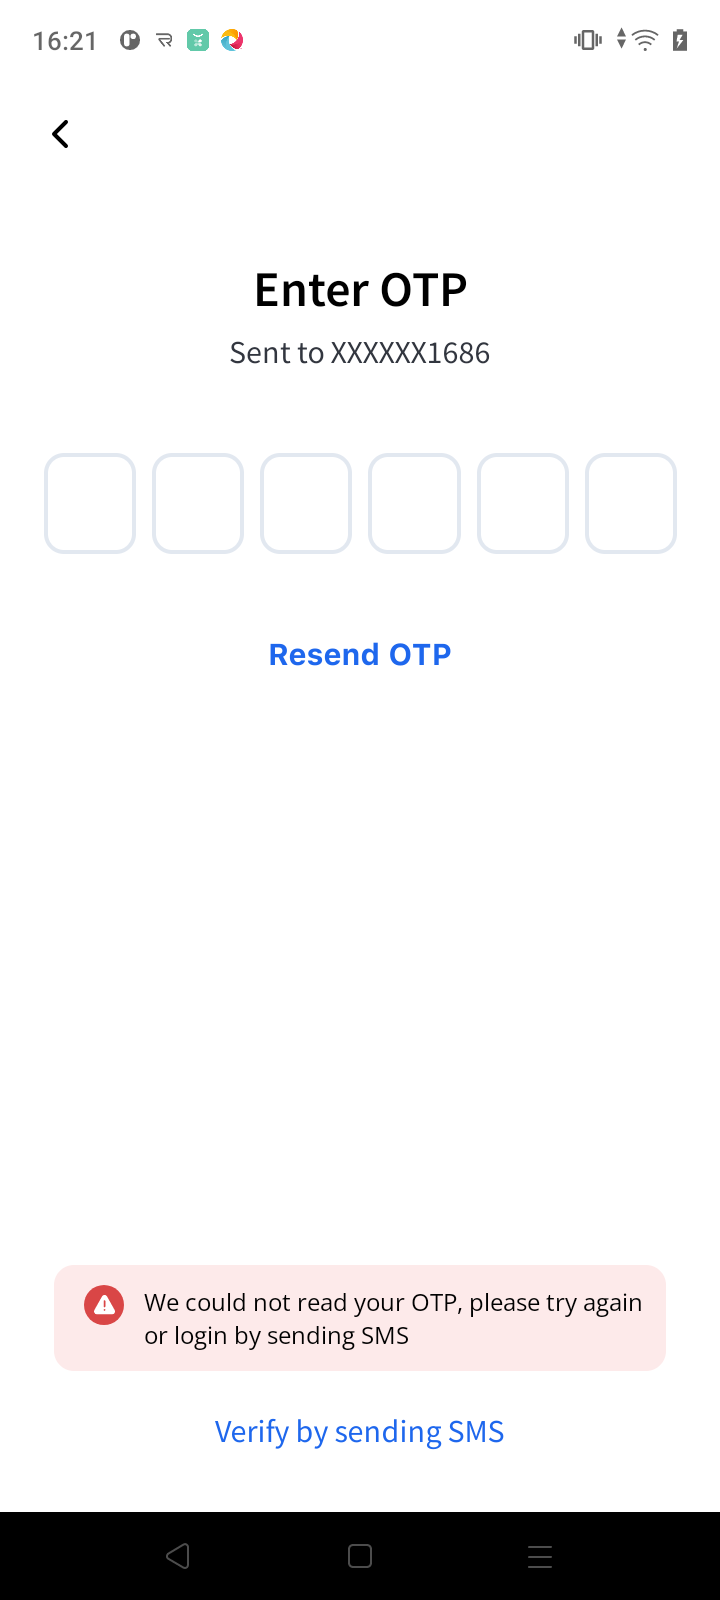 16:21
Enter OTP
Sent to XXXXXX1686
Resend OTP
We could not read your OTP, please try again
or login by sending SMS
Verify by sending SMS